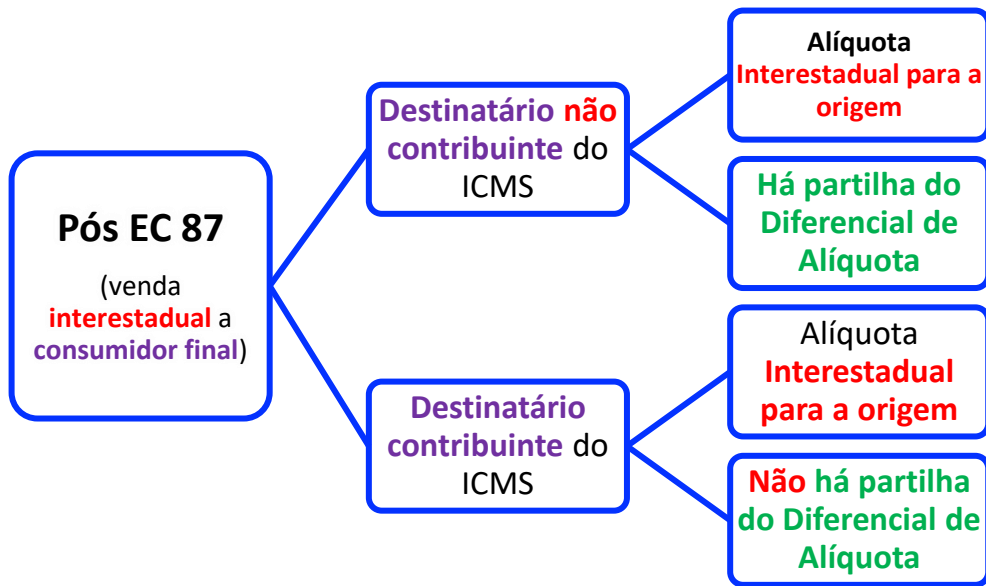 Pós EC 87
(venda
interestadual a
consumidor final)
Destinatário não
contribuinte do
ICMS
Alíquota
Interestadual para a
origem
Há partilha do
Diferencial de
Alíquota
Destinatário
contribuinte do
ICMS
Alíquota
Interestadual
para a origem
Não há partilha
do Diferencial de
Alíquota